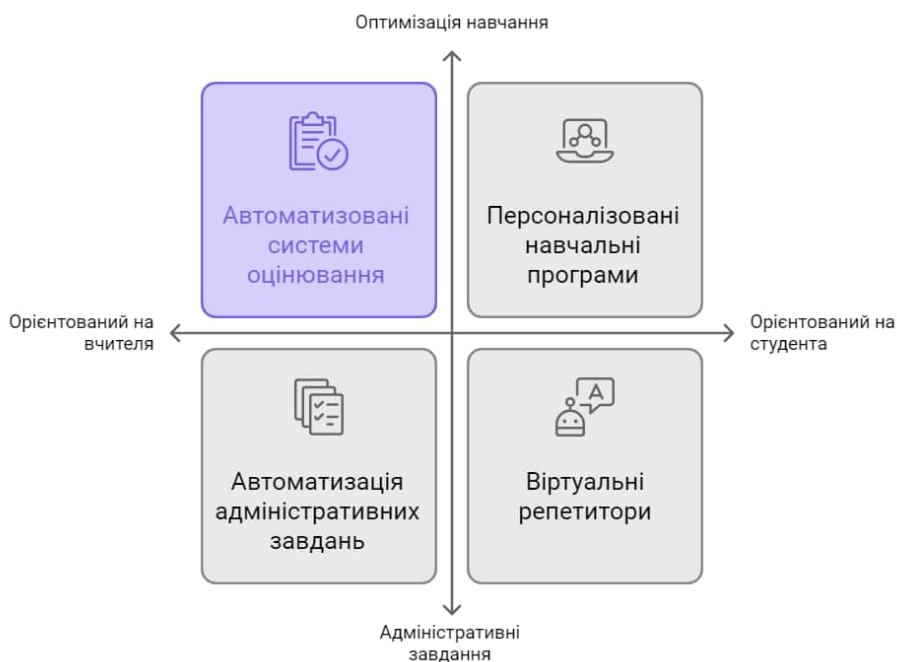 Оптимізація навчання
Автоматизовані
системи
оцінювання
Персоналізовані
навчальні
програми
Орієнтований на
вчителя
Орієнтований на
студента
Автоматизація
адміністративних
завдань
A
Віртуальні
репетитори
Адміністративні
завдання